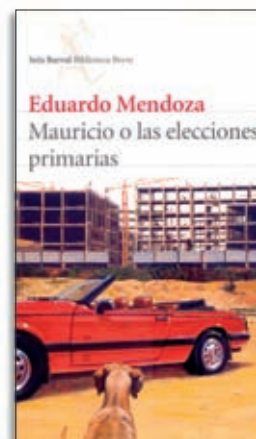 Seix Barral Biblioteca Breve
Eduardo Mendoza
Mauricio o las elecciones
primarias